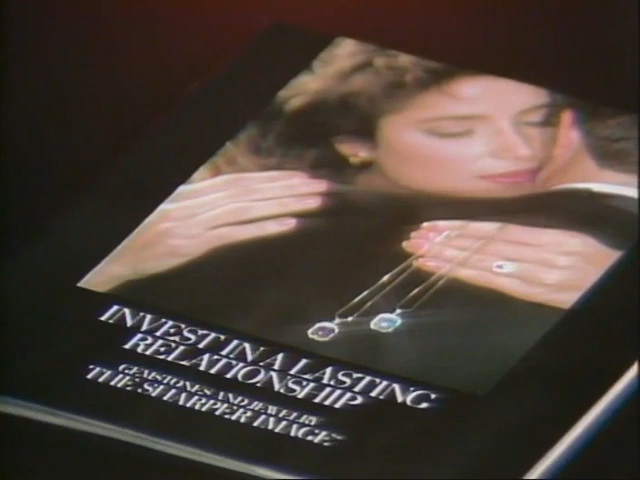 INVEST IN A LASTING
RELATIONSHIP
GEMSTONES AND JEWELRY
THE SHARPER IMAGE